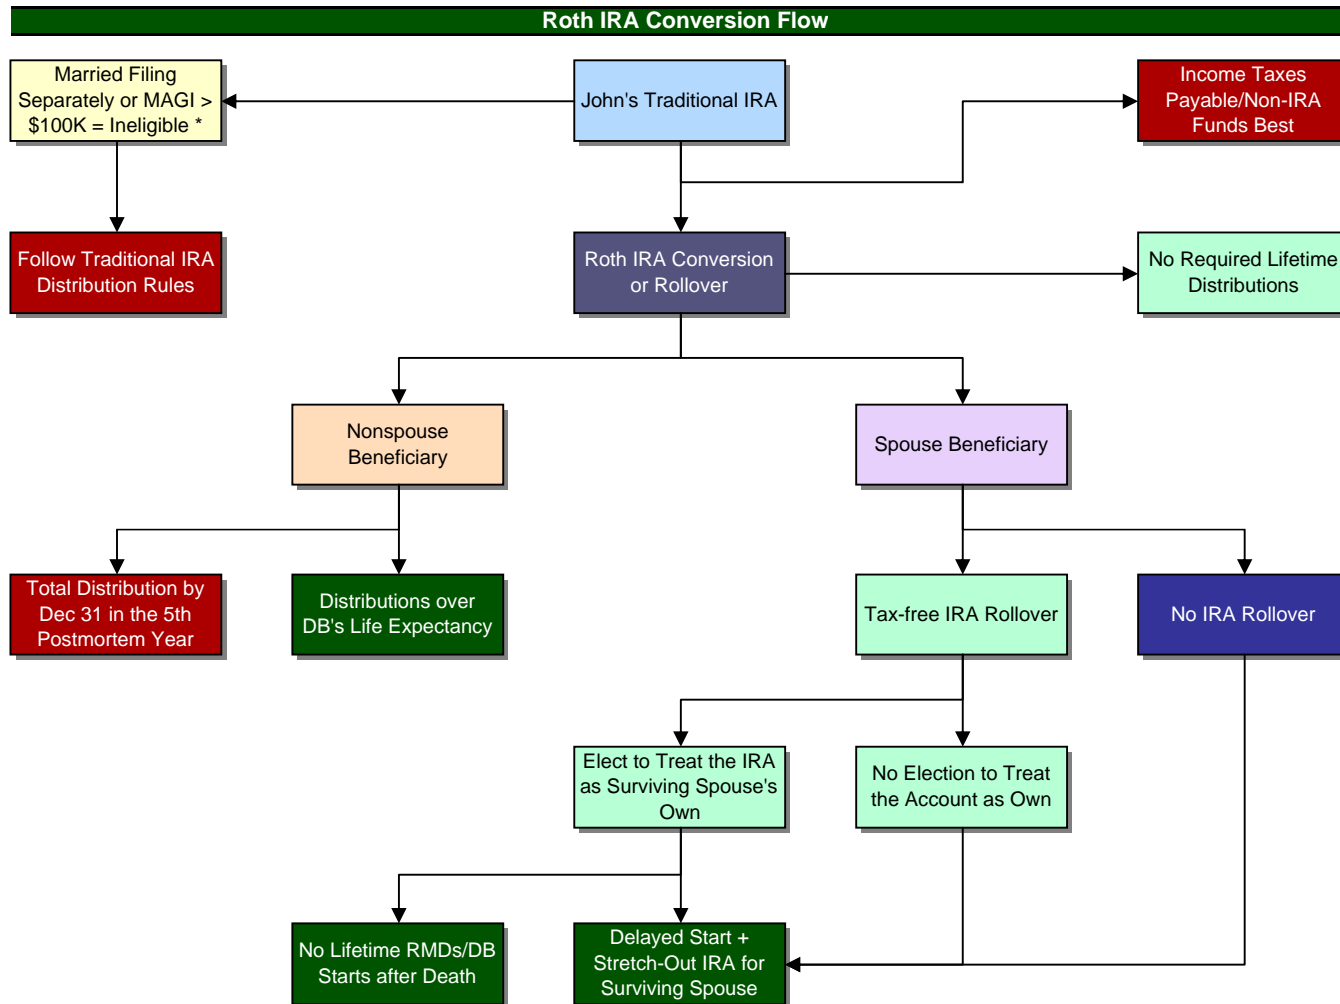 Roth IRA Conversion Flow
Married Filing
Separately or MAGI >
$100K = Ineligible *
John's Traditional IRA
Income Taxes
Payable/Non-IRA
Funds Best
Follow Traditional IRA
Distribution Rules
Roth IRA Conversion
or Rollover
No Required Lifetime
Distributions
Nonspouse
Beneficiary
Spouse Beneficiary
Total Distribution by
Dec 31 in the 5th
Postmortem Year
Distributions over
DB's Life Expectancy
Tax-free IRA Rollover
No IRA Rollover
Elect to Treat the IRA
as Surviving Spouse's
Own
No Election to Treat
the Account as Own
No Lifetime RMDs/DB
Starts after Death
Delayed Start +
Stretch-Out IRA for
Surviving Spouse